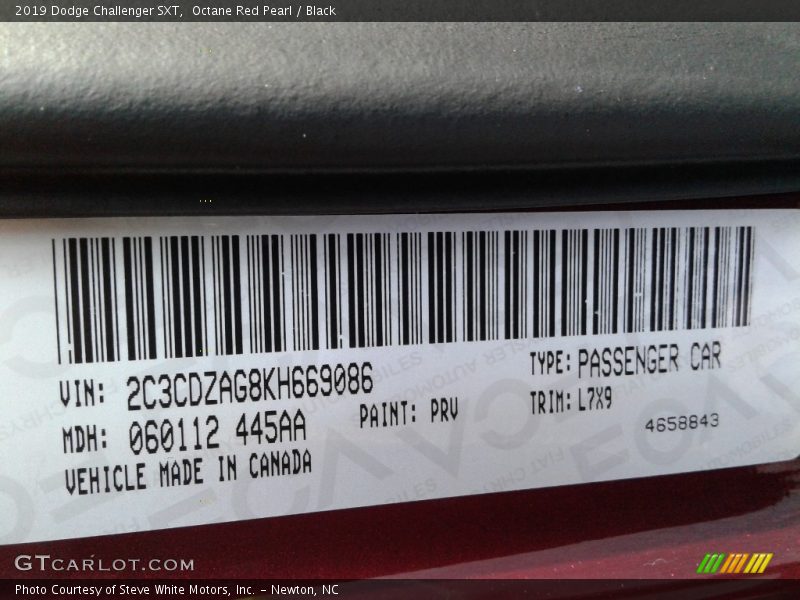 2019 Dodge Challenger SXT, Octane Red Pearl / Black
VIN: 2C3CDZAG8KH669086
TYPE: PASSENGER CAR
MDH: 060112 445AA
PAINT: PRV
TRIM: L7X9
VEHICLE MADE IN CANADA
4658843
GTCARLOT.COM
Photo Courtesy of Steve White Motors, Inc. – Newton, NC